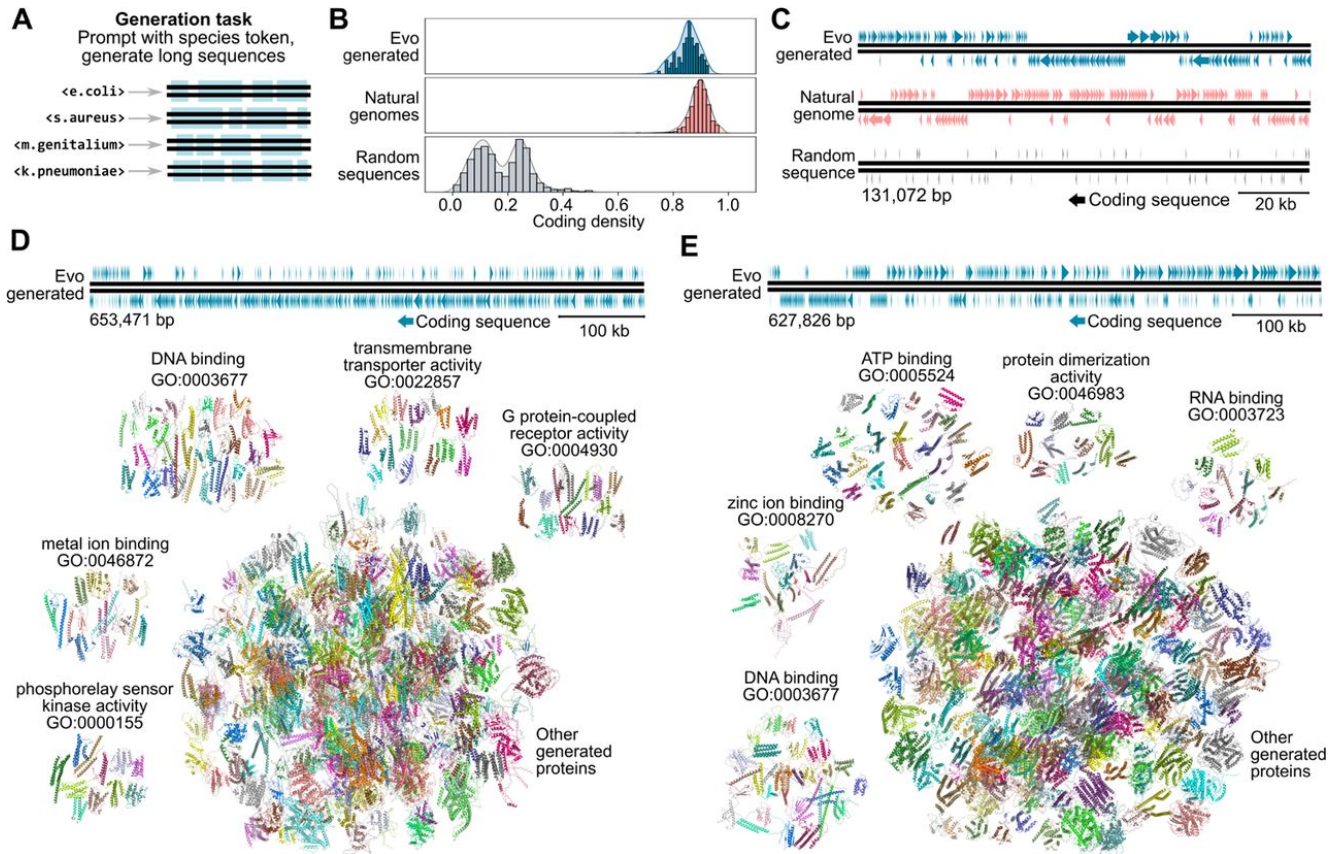 A
Generation task
Prompt with species token,
generate long sequences
<e.coli>
<s.aureus>
<m.genitalium>
<k.pneumoniae>
B
Evo
generated
Natural
genomes
Random
sequences
0.0 0.2 0.4 0.6 0.8 1.0
Coding density
C
Evo
generated
Natural
genome
Random
sequence
131,072 bp
Coding sequence
20 kb
D
Evo
generated
653,471 bp
Coding sequence
100 kb
DNA binding
GO:0003677
transmembrane
transporter activity
GO:0022857
G protein-coupled
receptor activity
GO:0004930
metal ion binding
GO:0046872
phosphorelay sensor
kinase activity
GO:0000155
Other
generated
proteins
E
Evo
generated
627,826 bp
Coding sequence
100 kb
ATP binding
GO:0005524
protein dimerization
activity
GO:0046983
RNA binding
GO:0003723
zinc ion binding
GO:0008270
DNA binding
GO:0003677
Other
generated
proteins